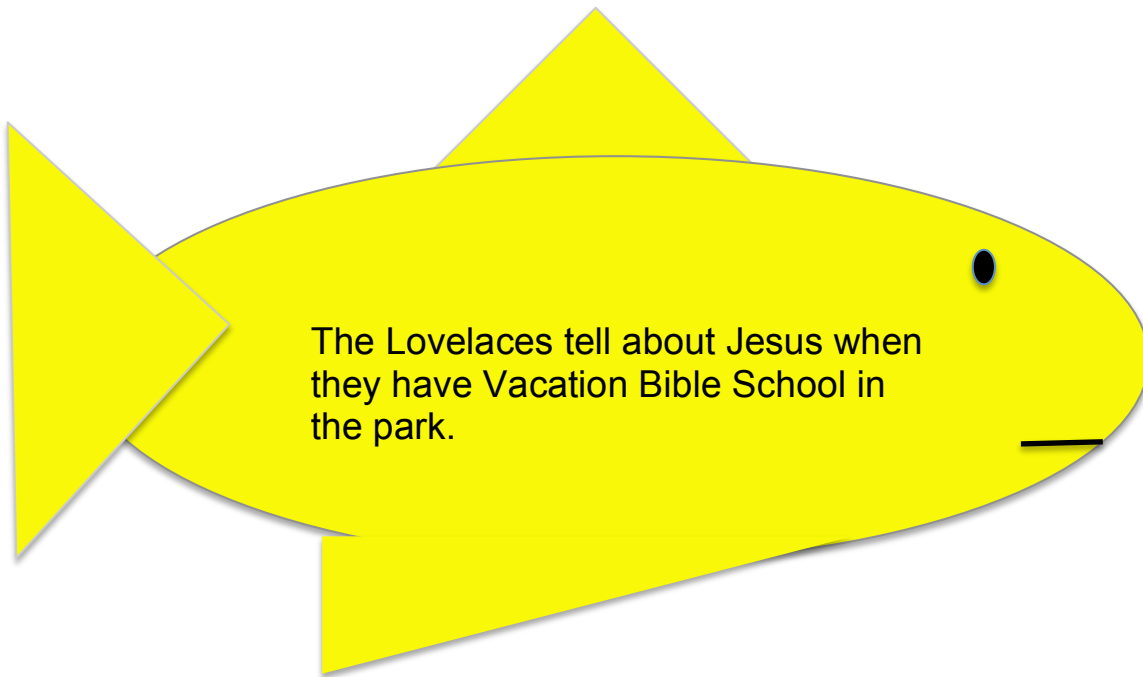 The Lovelaces tell about Jesus when
they have Vacation Bible School in
the park.